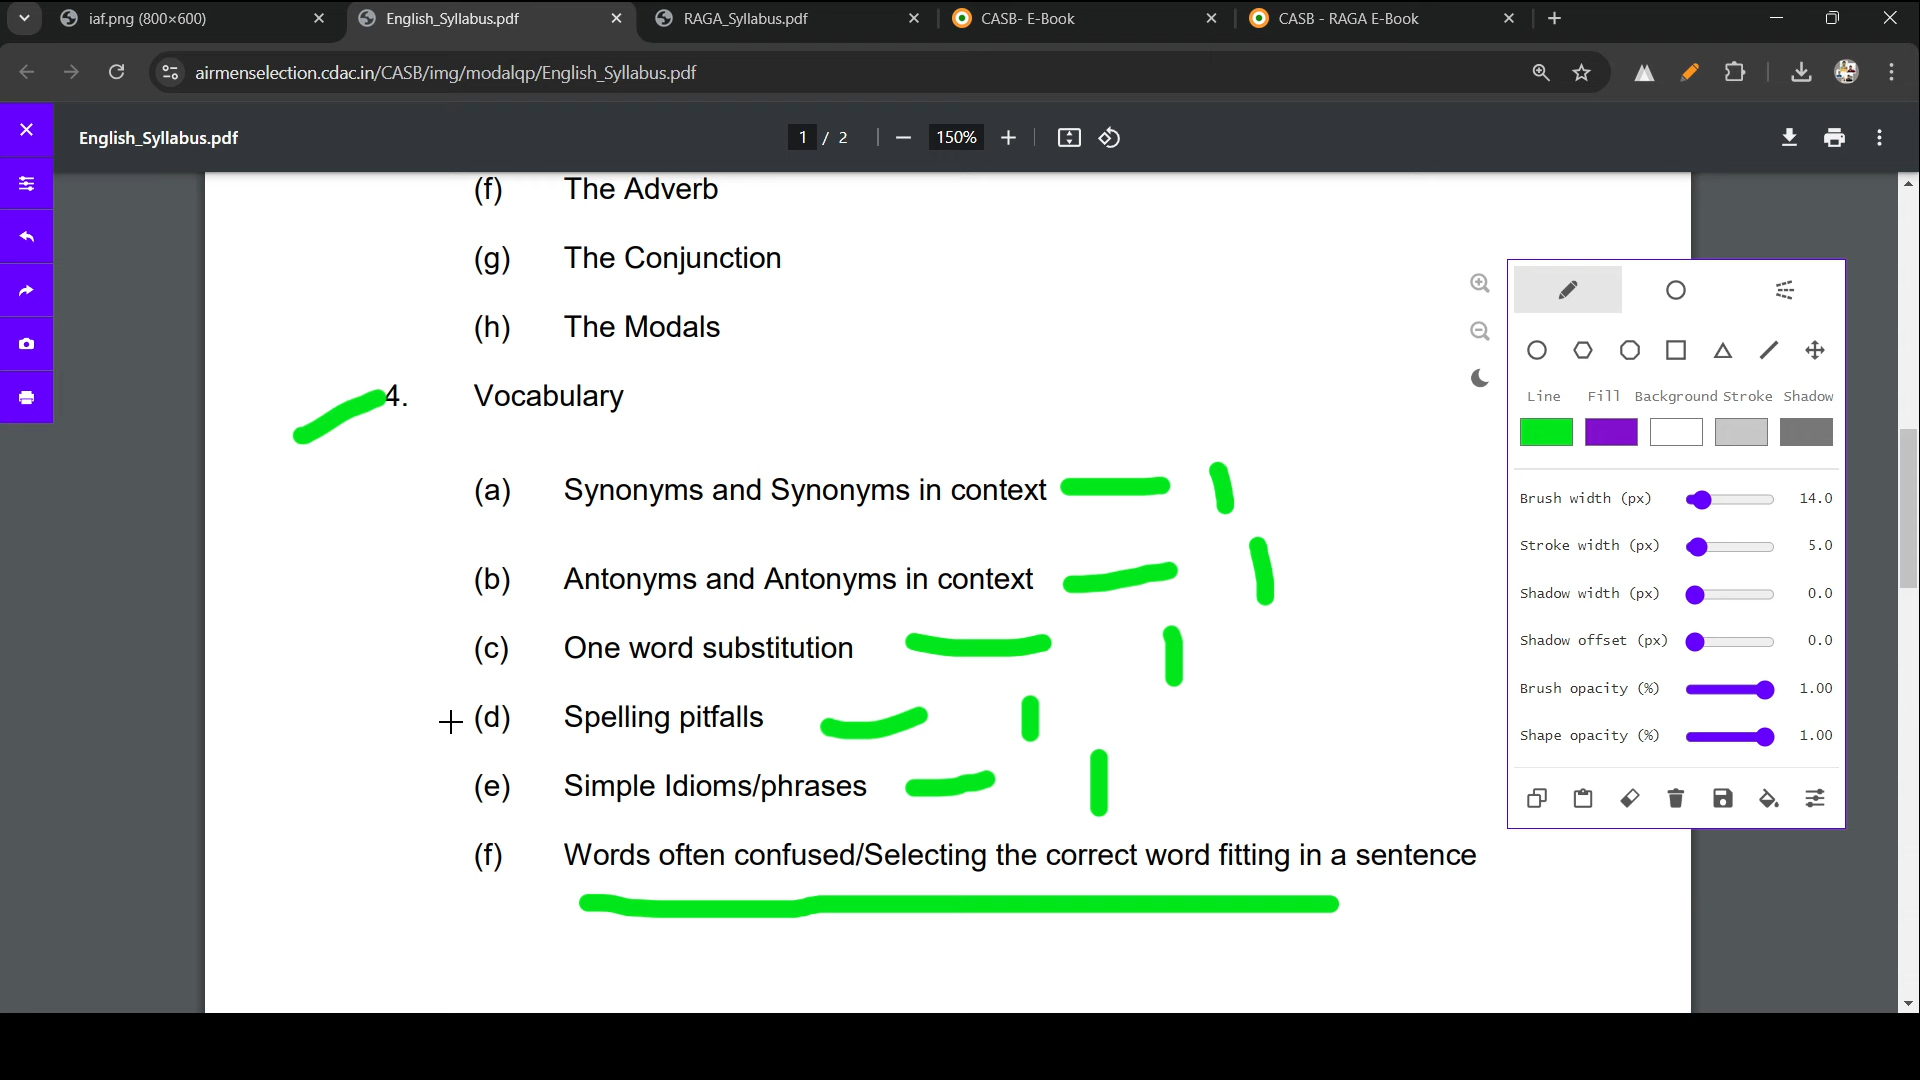 iaf.png (800×600)
English_Syllabus.pdf
RAGA_Syllabus.pdf
CASB- E-Book
CASB - RAGA E-Book
airmenselection.cdac.in/CASB/img/modalqp/English_Syllabus.pdf
English_Syllabus.pdf
1 / 2
150%
(f) The Adverb
(g) The Conjunction
(h) The Modals
4. Vocabulary
(a) Synonyms and Synonyms in context
(b) Antonyms and Antonyms in context
(c) One word substitution
(d) Spelling pitfalls
(e) Simple Idioms/phrases
(f) Words often confused/Selecting the correct word fitting in a sentence
Line Fill Background Stroke Shadow
Brush width (px) 14.0
Stroke width (px) 5.0
Shadow width (px) 0.0
Shadow offset (px) 0.0
Brush opacity (%) 1.00
Shape opacity (%) 1.00